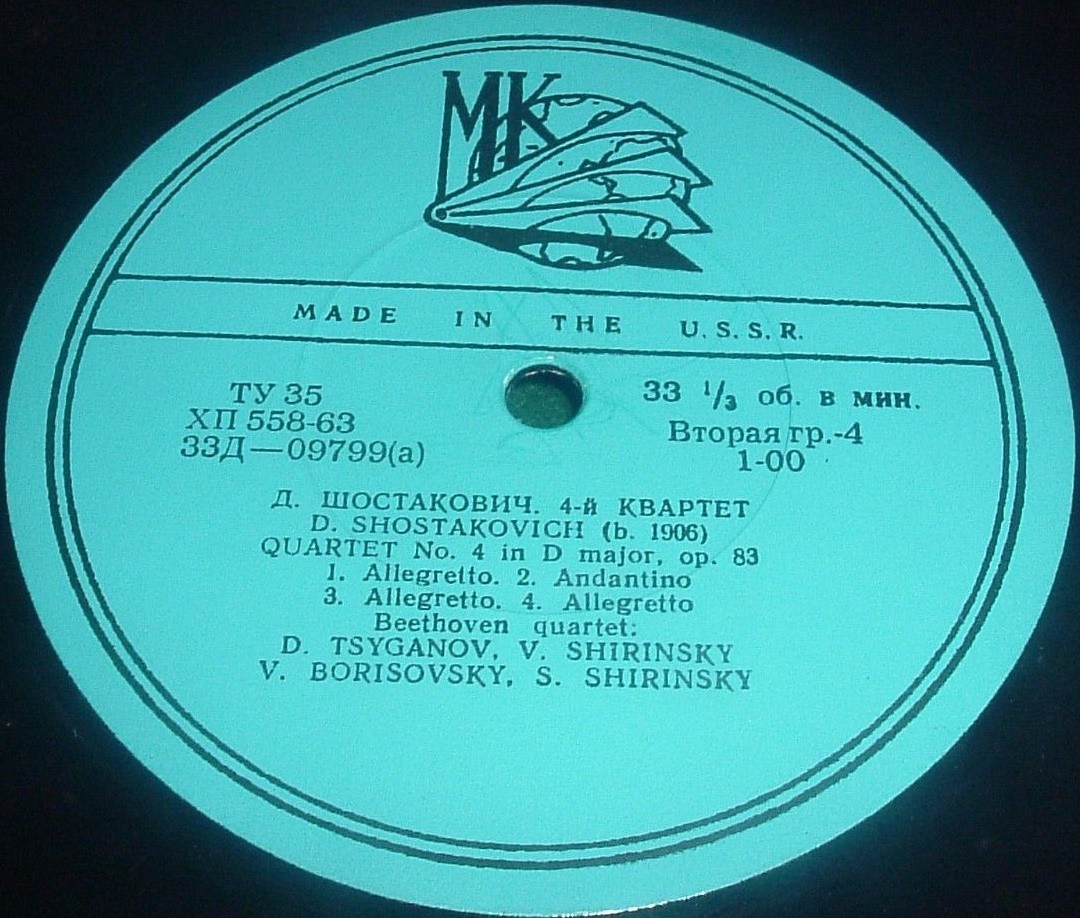 МК
MADE IN THE U.S.S.R.
ТУ 35
ХП 558-63
33Д—09799(а)
33 1/3 об. в мин.
Вторая гр.-4
1-00
Д. ШОСТАКОВИЧ. 4-й КВАРТЕТ
D. SHOSTAKOVICH (b. 1906)
QUARTET No. 4 in D major, op. 83
1. Allegretto. 2. Andantino
3. Allegretto. 4. Allegretto
Beethoven quartet:
D. TSYGANOV, V. SHIRINSKY
V. BORISOVSKY, S. SHIRINSKY